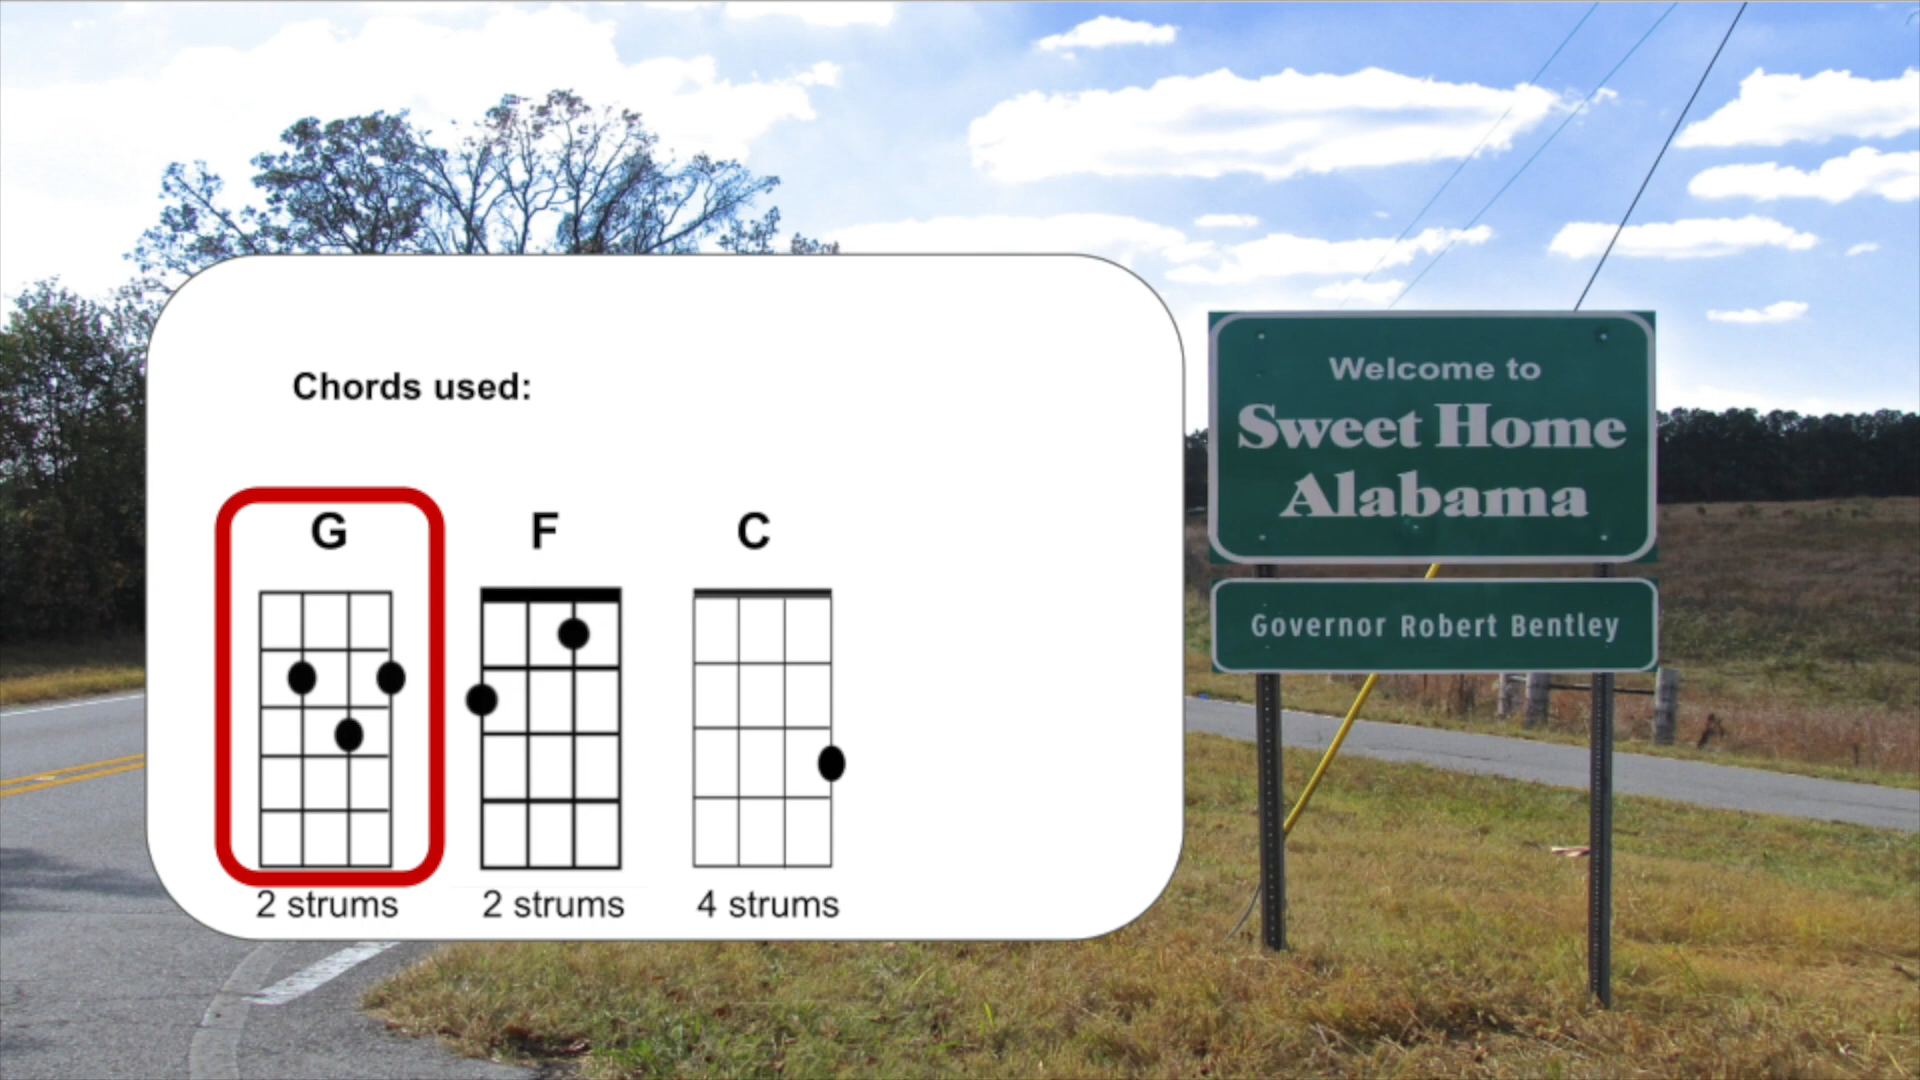 Chords used:
G F C
2 strums 2 strums 4 strums
Welcome to
Sweet Home
Alabama
Governor Robert Bentley